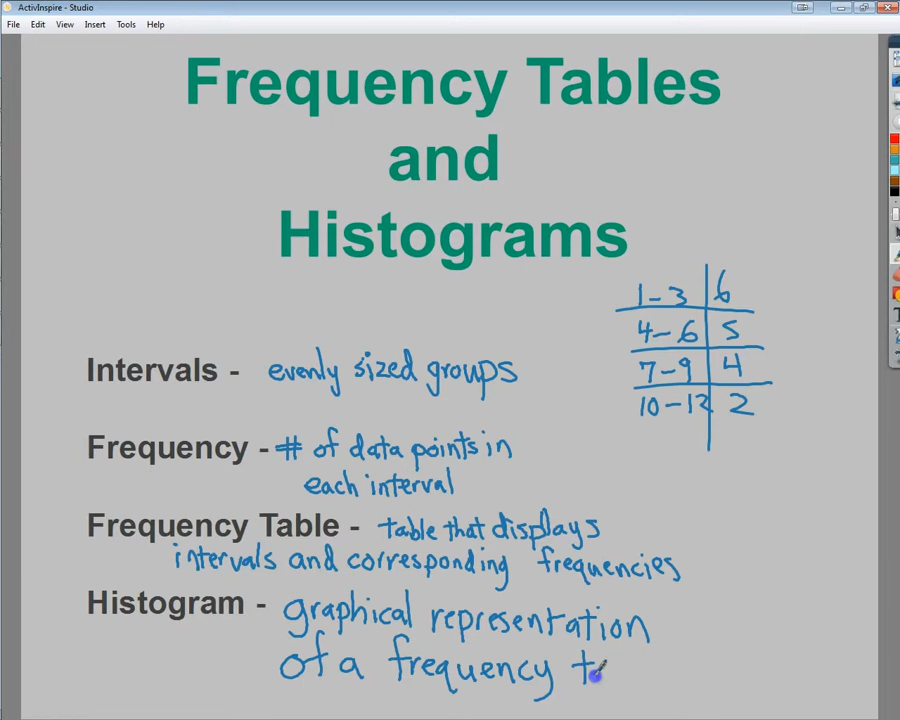 ActivInspire - Studio
File Edit View Insert Tools Help
Frequency Tables
and
Histograms
1-3 6
4-6 5
7-9 4
10-12 2
Intervals - evenly sized groups
Frequency - # of data points in
each interval
Frequency Table - table that displays
intervals and corresponding frequencies
Histogram - graphical representation
of a frequency t